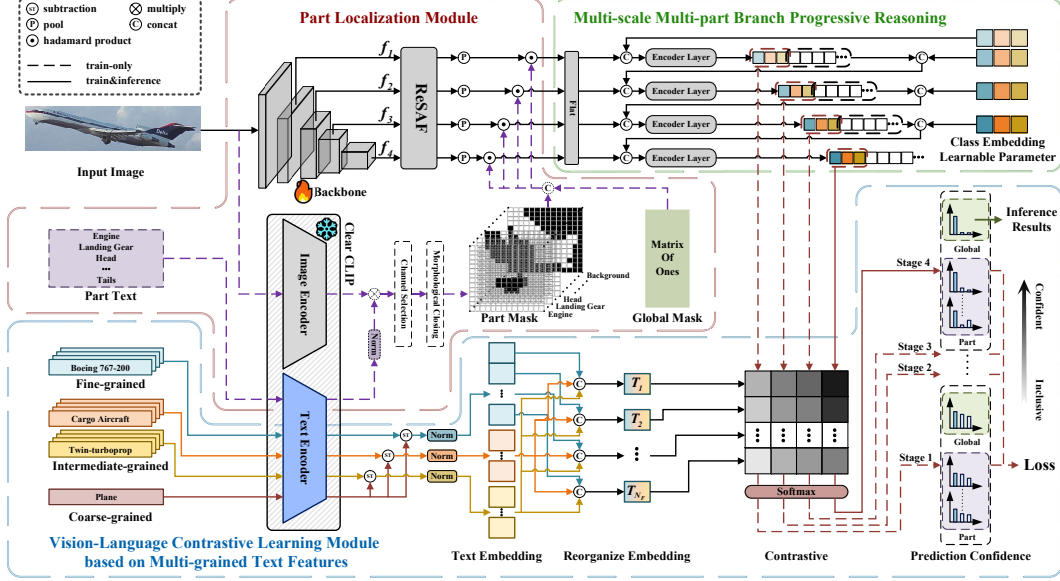 subtraction
multiply
pool
concat
hadamard product
train-only
train&inference
Part Localization Module
Multi-scale Multi-part Branch Progressive Reasoning
Input Image
Backbone
f1
f2
f3
f4
ReSAF
P
P
P
P
Flat
C
C
C
C
Encoder Layer
Encoder Layer
Encoder Layer
Encoder Layer
C
C
C
Class Embedding
Learnable Parameter
Engine
Landing Gear
Head
...
Tails
Part Text
Clear CLIP
Image Encoder
Text Encoder
Norm
Channel Selection
Morphological Closing
C
Background
Head
Landing Gear
Engine
Part Mask
Matrix
Of
Ones
Global Mask
Boeing 767-200
Fine-grained
Cargo Aircraft
Twin-turboprop
Intermediate-grained
Plane
Coarse-grained
ST
ST
ST
Norm
Norm
Norm
C
C
C
C
T1
T2
TNr
Softmax
Text Embedding
Reorganize Embedding
Contrastive
Prediction Confidence
Stage 4
Stage 3
Stage 2
Stage 1
Global
Part
Global
Part
Inference
Results
Confident
Inclusive
Loss
Vision-Language Contrastive Learning Module
based on Multi-grained Text Features